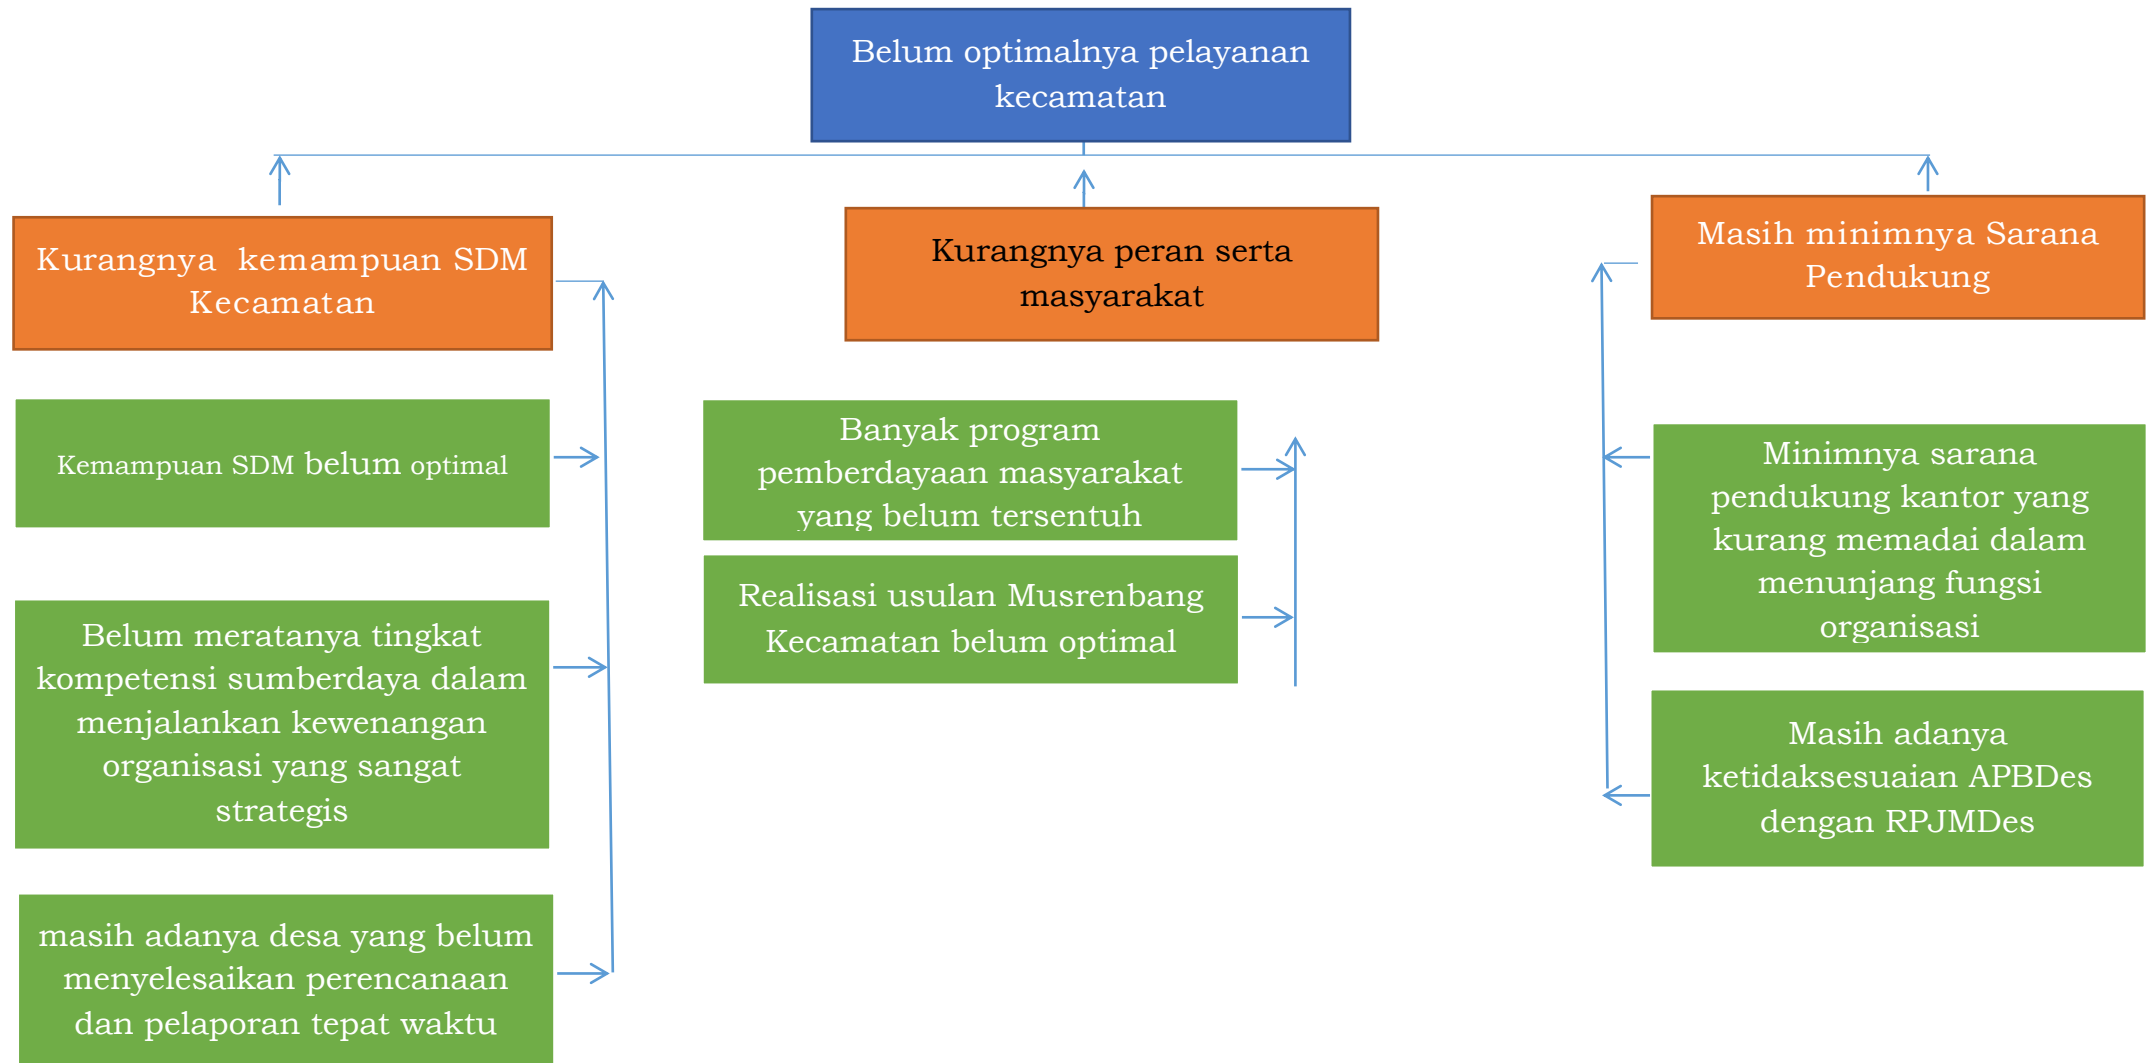 Belum optimalnya pelayanan
kecamatan
Kurangnya kemampuan SDM
Kecamatan
Kurangnya peran serta
masyarakat
Masih minimnya Sarana
Pendukung
Kemampuan SDM belum optimal
Belum meratanya tingkat
kompetensi sumberdaya dalam
menjalankan kewenangan
organisasi yang sangat
strategis
masih adanya desa yang belum
menyelesaikan perencanaan
dan pelaporan tepat waktu
Banyak program
pemberdayaan masyarakat
yang belum tersentuh
Realisasi usulan Musrenbang
Kecamatan belum optimal
Minimnya sarana
pendukung kantor yang
kurang memadai dalam
menunjang fungsi
organisasi
Masih adanya
ketidaksesuaian APBDes
dengan RPJMDes